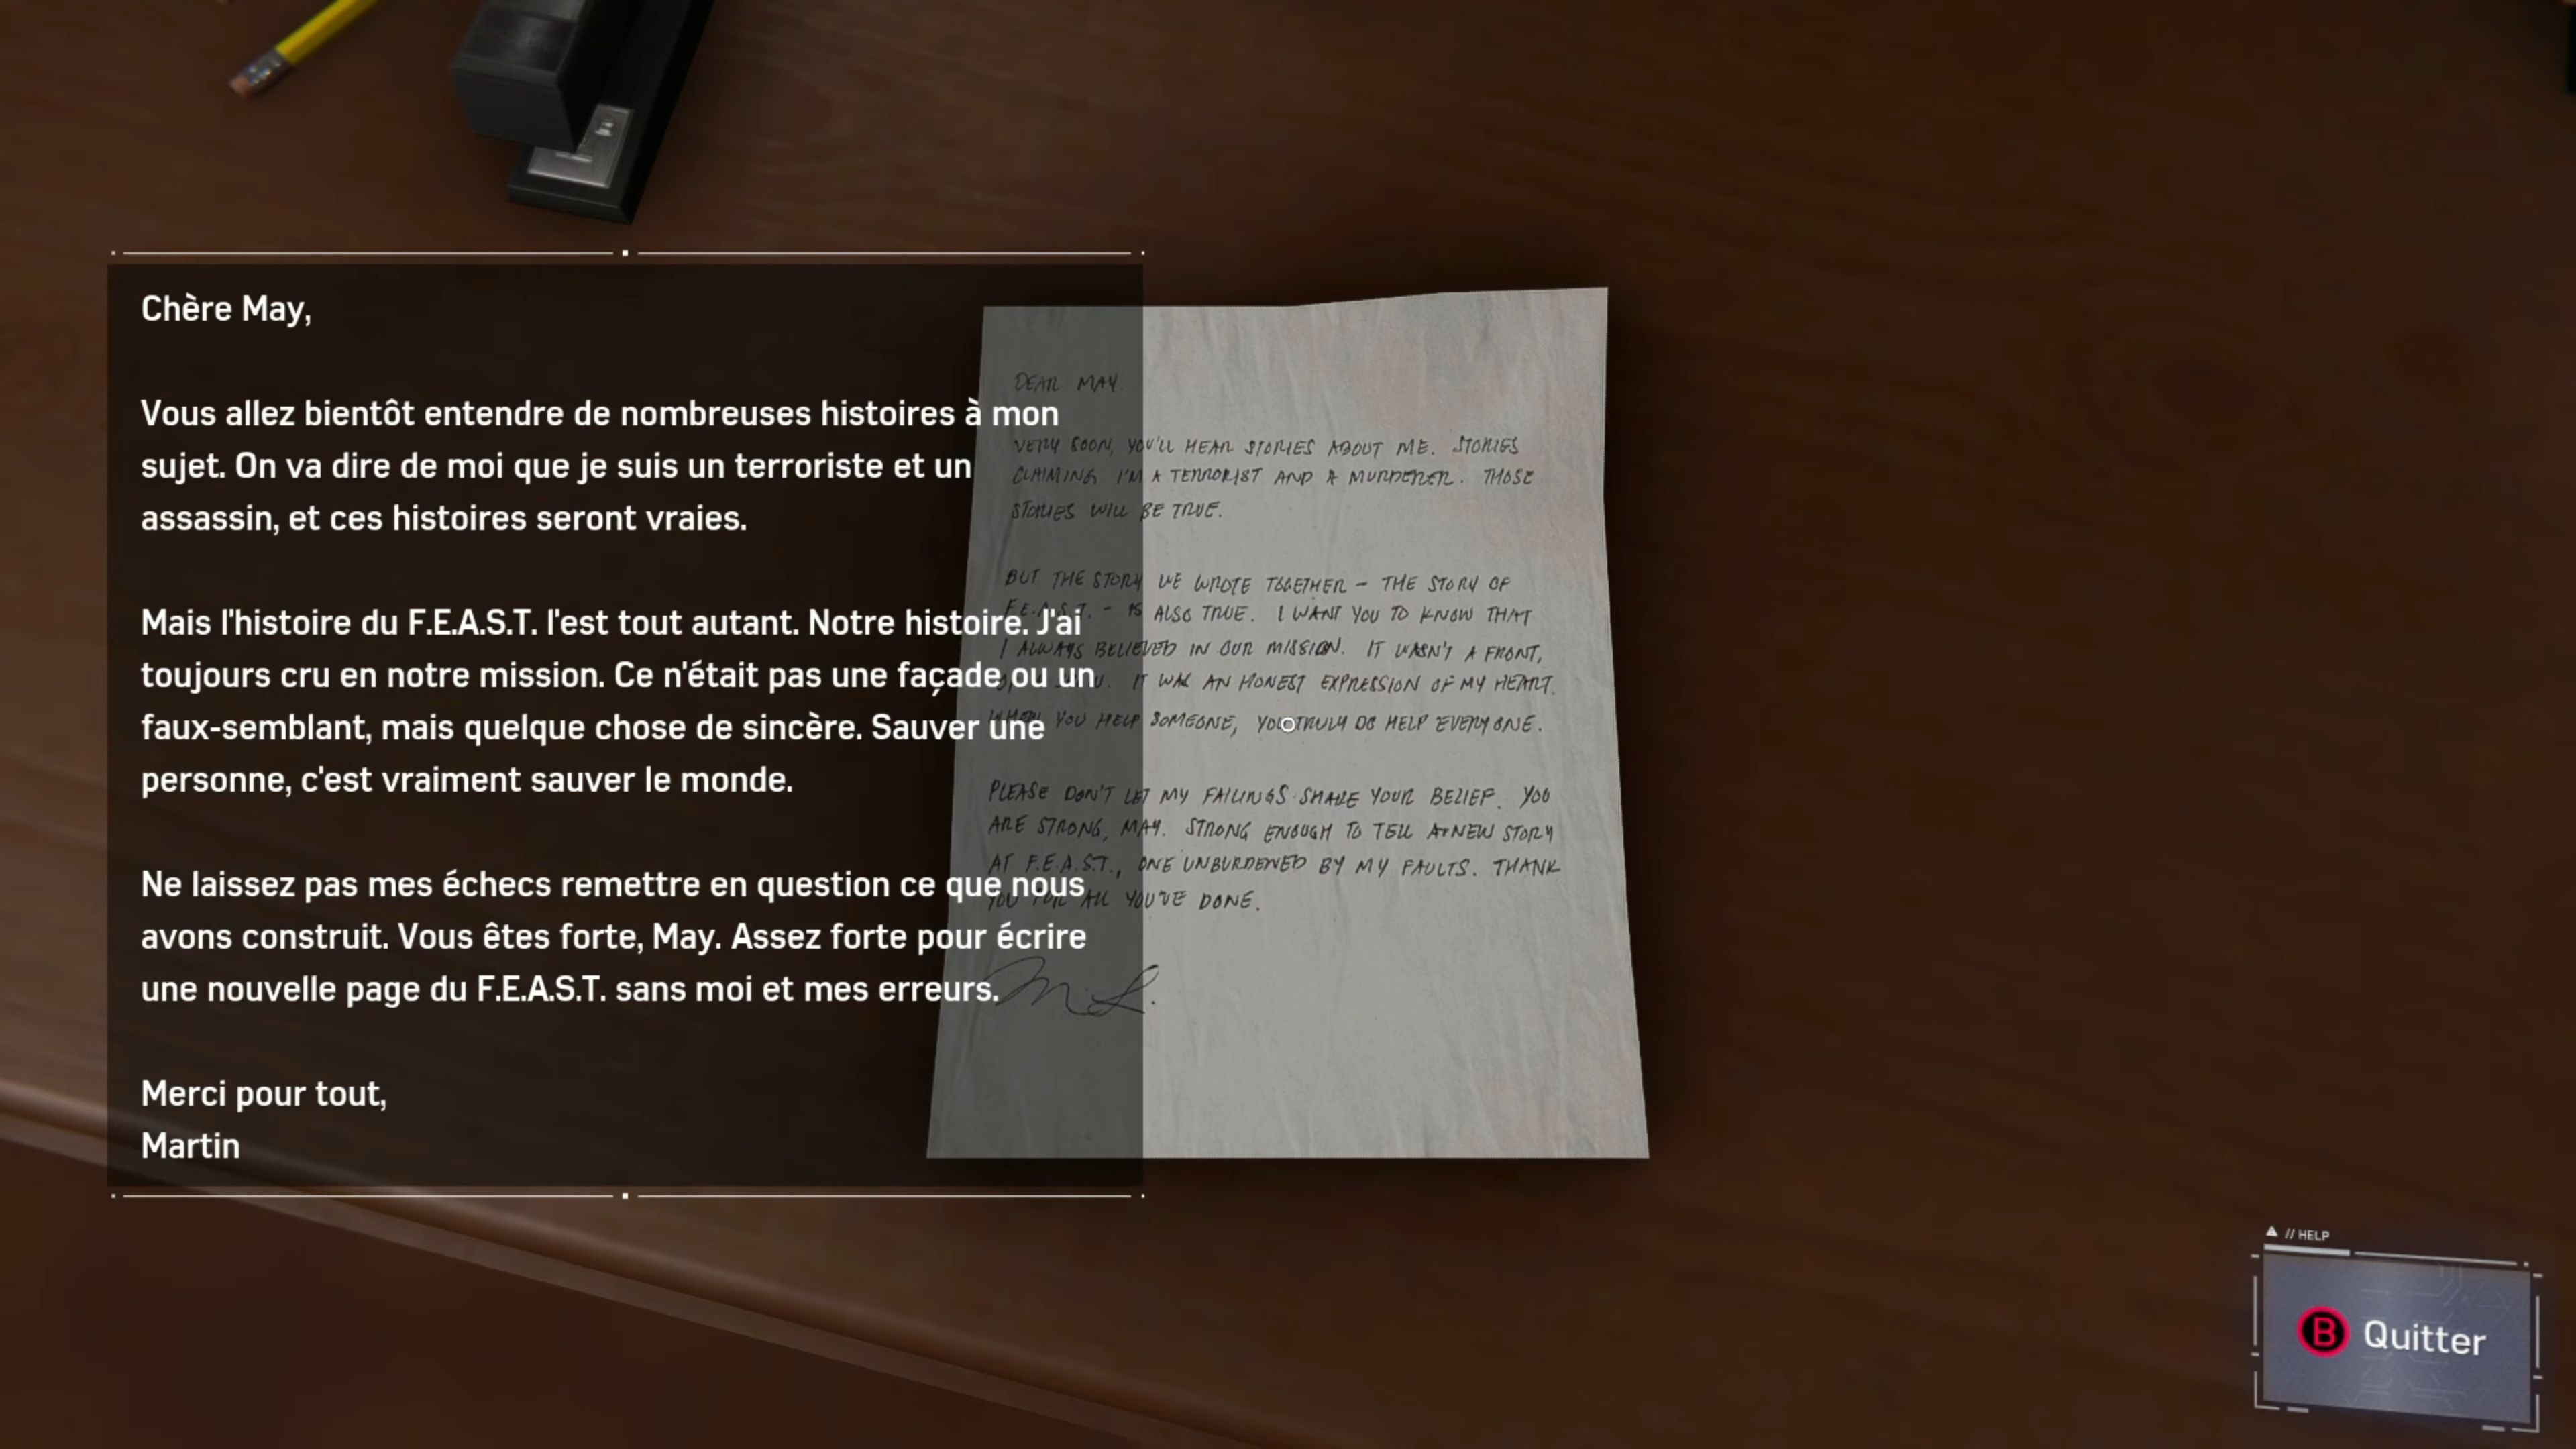 Chère May,
Vous allez bientôt entendre de nombreuses histoires à mon
sujet. On va dire de moi que je suis un terroriste et un
assassin, et ces histoires seront vraies.
Mais l'histoire du F.E.A.S.T. l'est tout autant. Notre histoire. J'ai
toujours cru en notre mission. Ce n'était pas une façade ou un
faux-semblant, mais quelque chose de sincère. Sauver une
personne, c'est vraiment sauver le monde.
Ne laissez pas mes échecs remettre en question ce que nous
avons construit. Vous êtes forte, May. Assez forte pour écrire
une nouvelle page du F.E.A.S.T. sans moi et mes erreurs.
Merci pour tout,
Martin
DEAR MAY.
VERY SOON, YOU'LL HEAR STORIES ABOUT ME. STORIES
CLAIMING I'M A TERRORIST AND A MURDERER. THOSE
STORIES WILL BE TRUE.
BUT THE STORY WE WROTE TOGETHER – THE STORY OF
F.E.A.S.T. – IS ALSO TRUE. I WANT YOU TO KNOW THAT
I ALWAYS BELIEVED IN OUR MISSION. IT WASN'T A FRONT,
IT WAS AN HONEST EXPRESSION OF MY HEART.
WHEN YOU HELP SOMEONE, YOU TRULY DO HELP EVERYONE.
PLEASE DON'T LET MY FAILINGS SHAKE YOUR BELIEF. YOU
ARE STRONG, MAY. STRONG ENOUGH TO TELL A NEW STORY
AT F.E.A.S.T., ONE UNBURDENED BY MY FAULTS. THANK
YOU FOR ALL YOU'VE DONE.
M. L.
// HELP
B Quitter